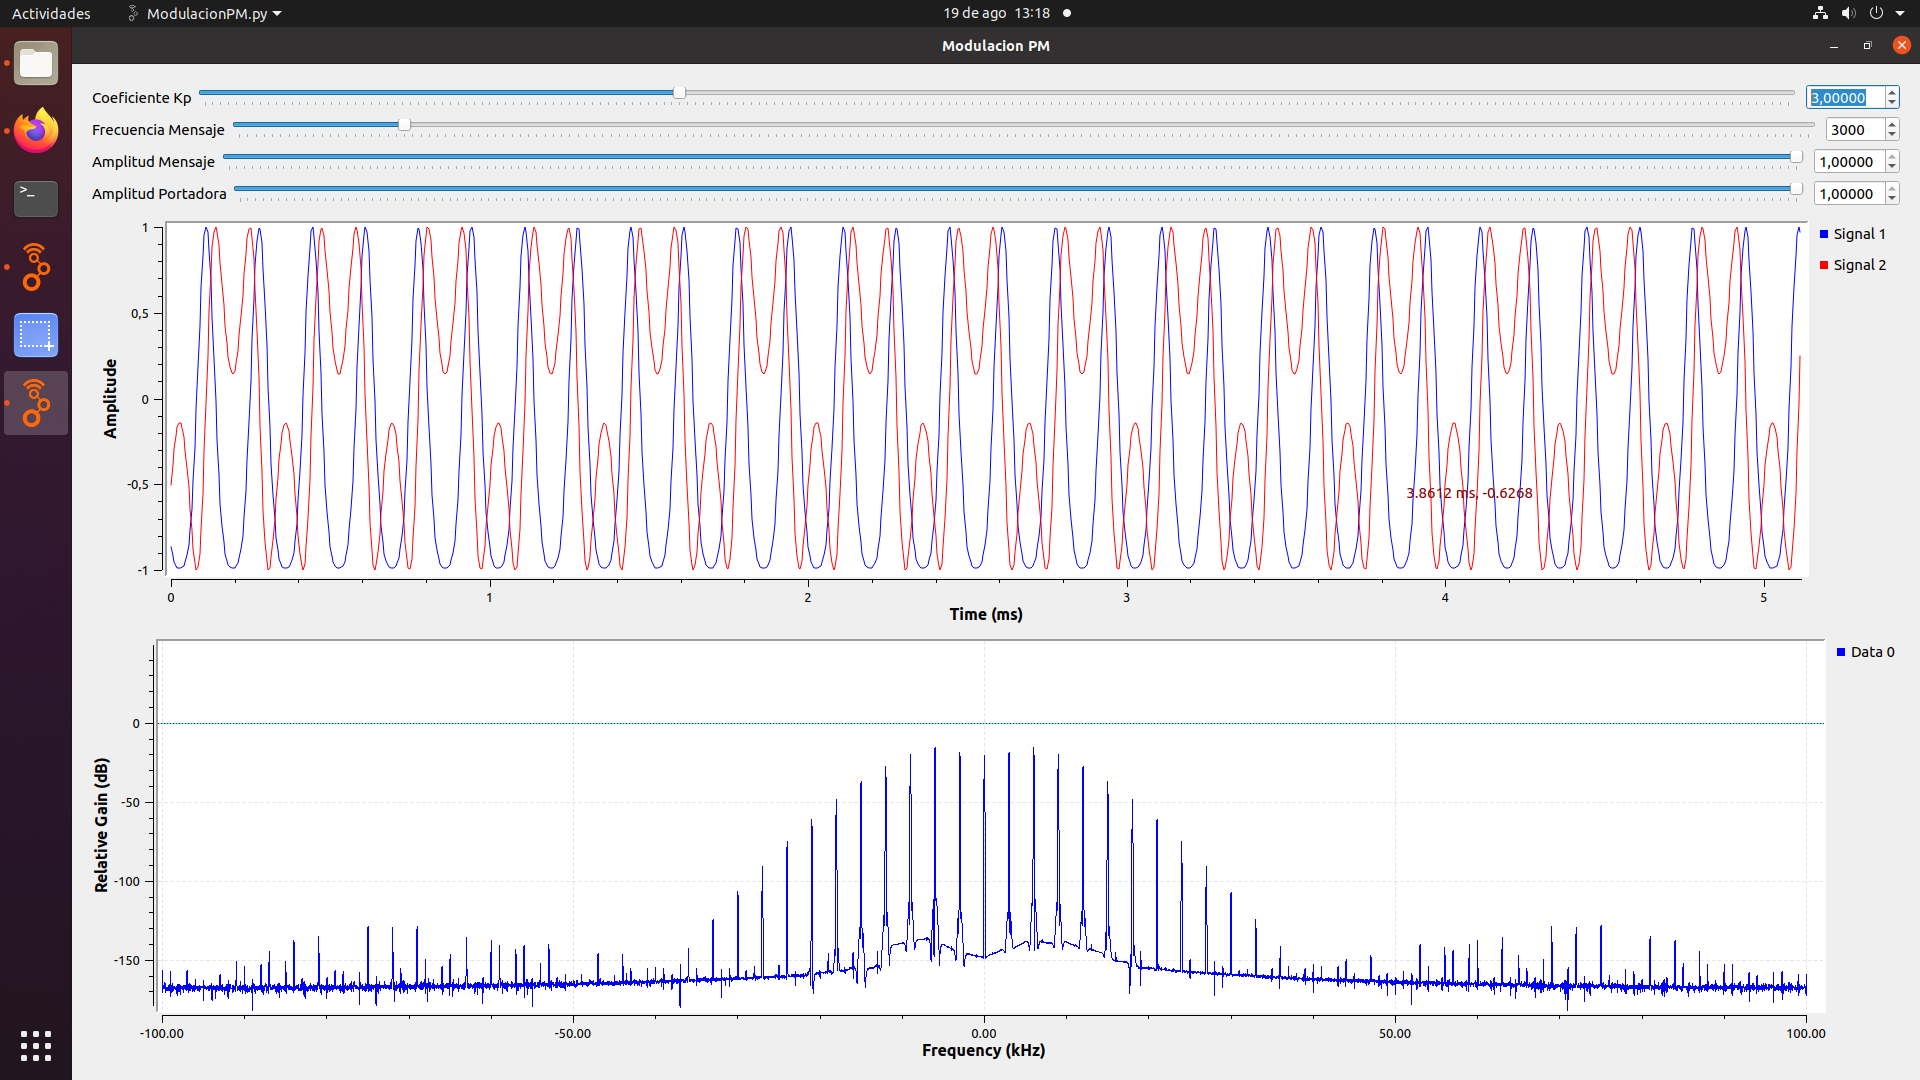 Actividades
ModulacionPM.py
19 de ago 13:18
Modulacion PM
Coeficiente Kp
3,00000
Frecuencia Mensaje
3000
Amplitud Mensaje
1,00000
Amplitud Portadora
1,00000
1
0,5
0
-0,5
-1
Amplitude
Signal 1
Signal 2
3.8612 ms, -0.6268
0 1 2 3 4 5
Time (ms)
Data 0
0
-50
-100
-150
Relative Gain (dB)
-100.00 -50.00 0.00 50.00 100.00
Frequency (kHz)